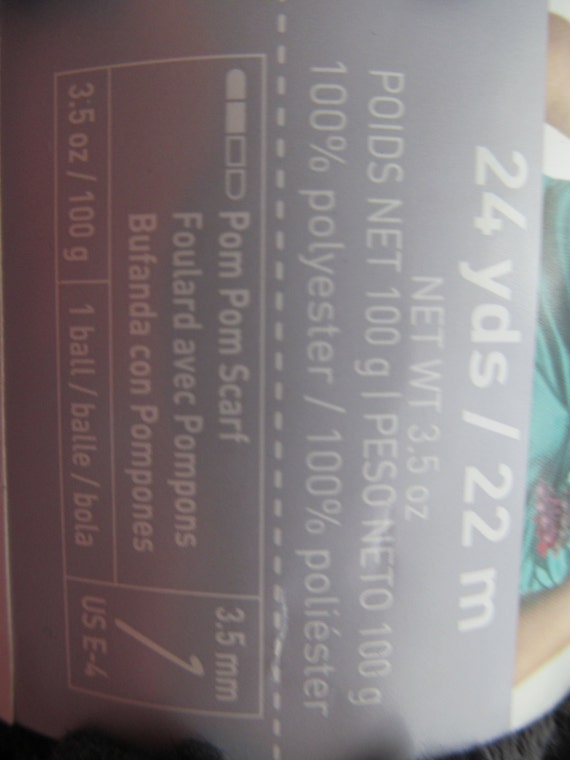 24 yds / 22 m
NET WT 3.5 oz
POIDS NET 100 g | PESO NETO 100 g
100% polyester / 100% poliéster
Pom Pom Scarf
Foulard avec Pompons
Bufanda con Pompones
3.5 mm
US E-4
3.5 oz / 100 g | 1 ball / balle / bola